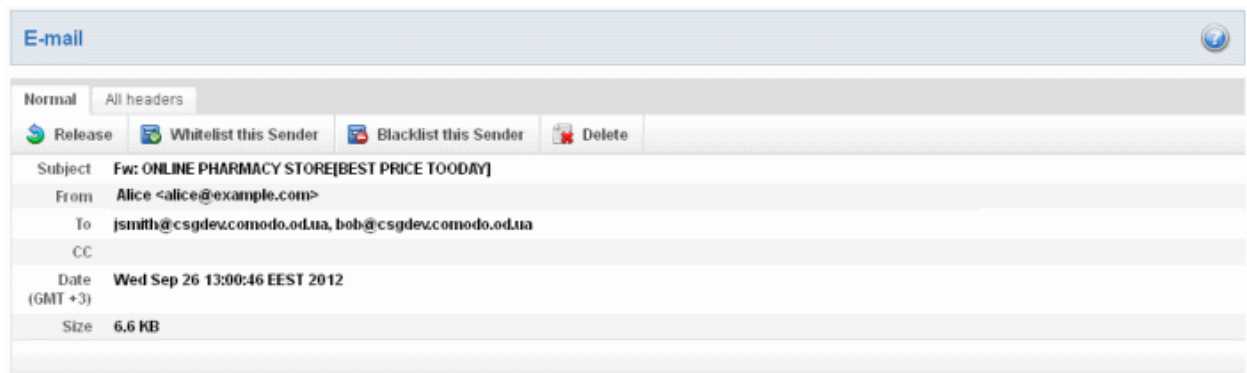 E-mail
Normal All headers
Release Whitelist this Sender Blacklist this Sender Delete
Subject Fw: ONLINE PHARMACY STORE[BEST PRICE TOODAY]
From Alice <alice@example.com>
To jsmith@csgdev.comodo.od.ua, bob@csgdev.comodo.od.ua
CC
Date Wed Sep 26 13:00:46 EEST 2012
(GMT +3)
Size 6.6 KB